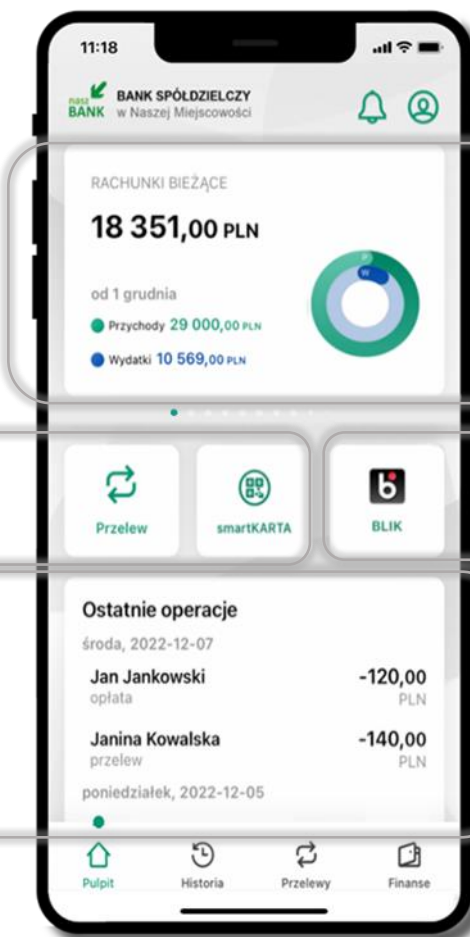 11:18
nasz
BANK
BANK SPÓŁDZIELCZY
w Naszej Miejscowości
RACHUNKI BIEŻĄCE
18 351,00 PLN
od 1 grudnia
Przychody 29 000,00 PLN
Wydatki 10 569,00 PLN
P
W
Przelew
smartKARTA
BLIK
Ostatnie operacje
środa, 2022-12-07
Jan Jankowski -120,00
opłata PLN
Janina Kowalska -140,00
przelew PLN
poniedziałek, 2022-12-05
Pulpit Historia Przelewy Finanse